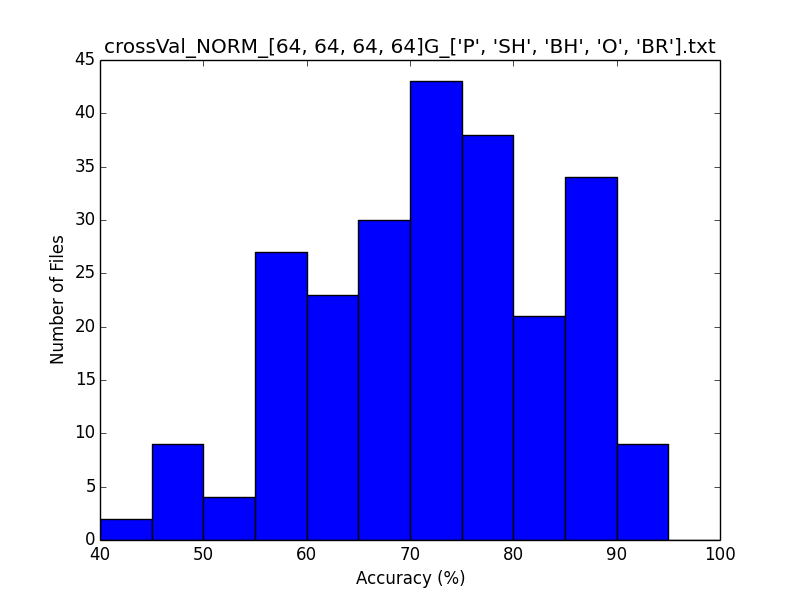 crossVal_NORM_[64, 64, 64, 64]G_['P', 'SH', 'BH', 'O', 'BR'].txt
45
40
35
30
25
20
15
10
5
0
Number of Files
40 50 60 70 80 90 100
Accuracy (%)